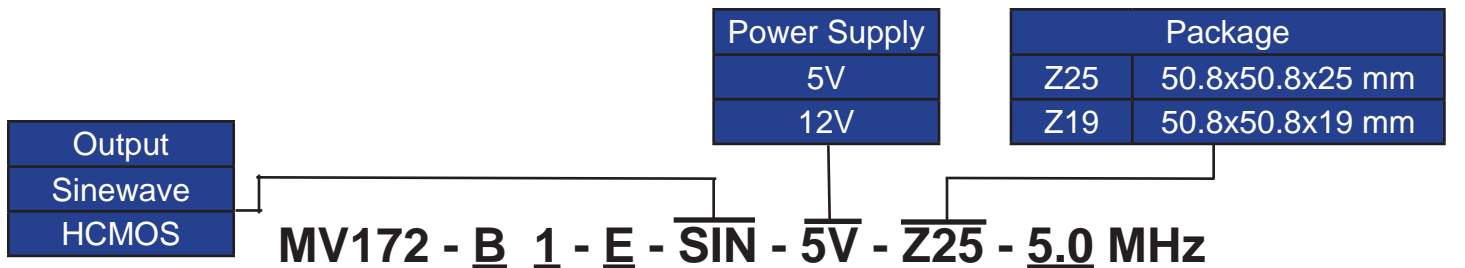 Power Supply
5V
12V
Package
Z25 50.8x50.8x25 mm
Z19 50.8x50.8x19 mm
Output
Sinewave
HCMOS
MV172 - B 1 - E - SIN - 5V - Z25 - 5.0 MHz